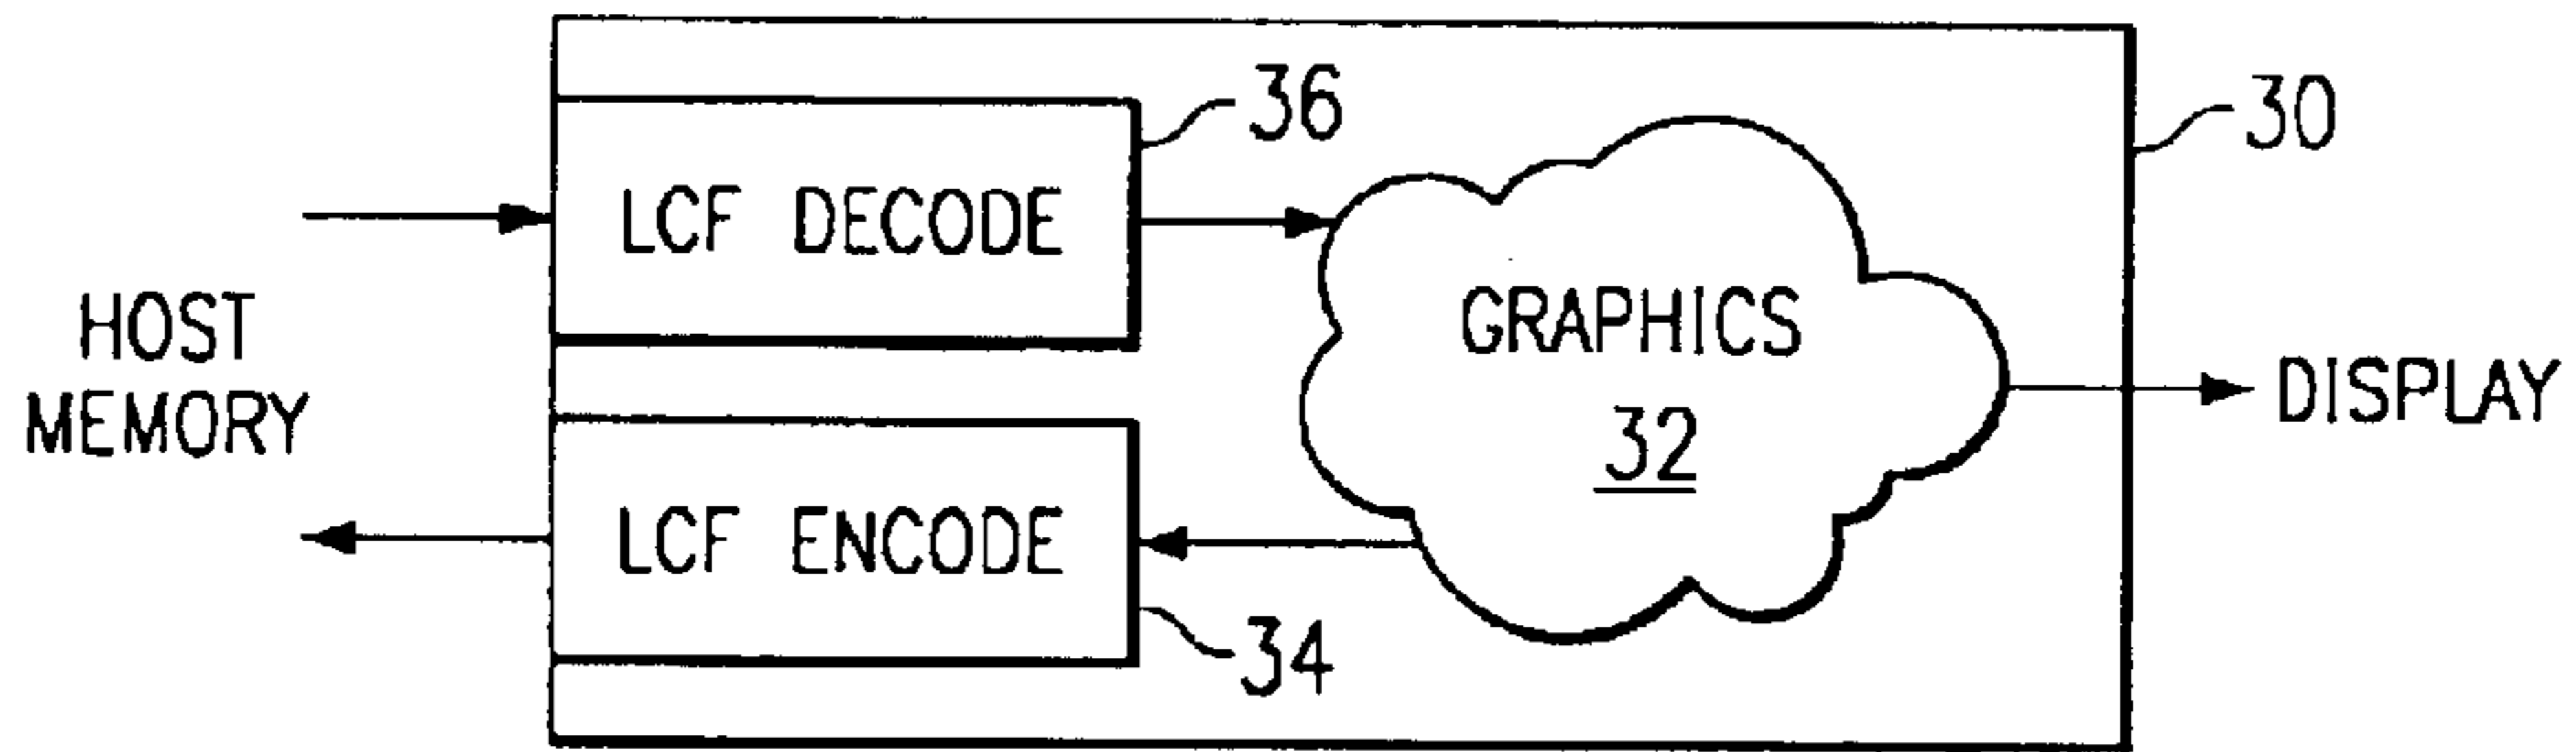 HOST
MEMORY
LCF DECODE
36
LCF ENCODE
34
GRAPHICS
32
30
DISPLAY